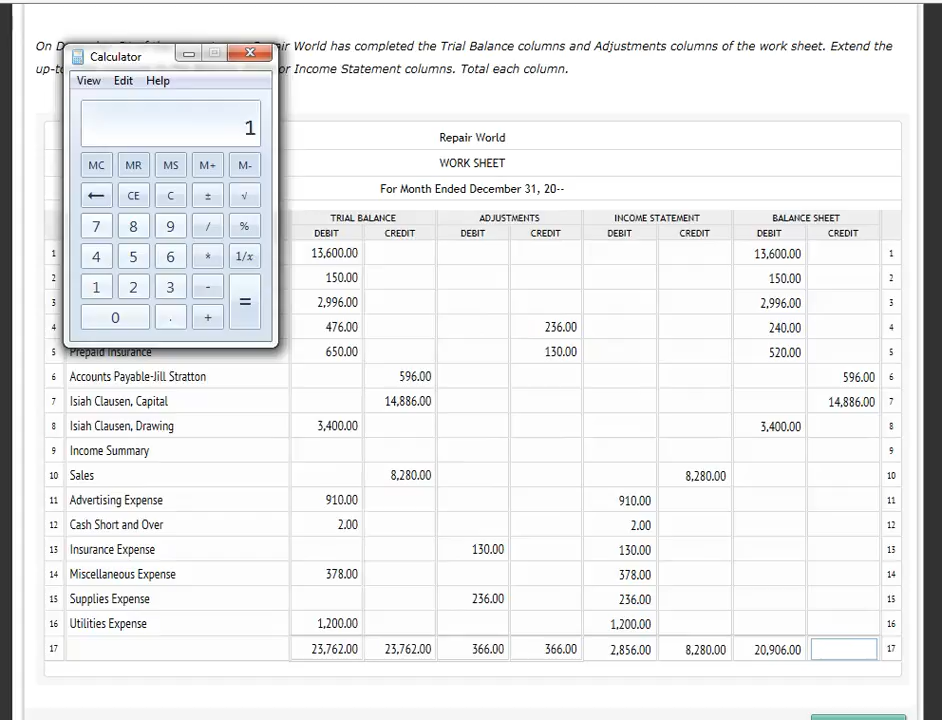 On D
ir World has completed the Trial Balance columns and Adjustments columns of the work sheet. Extend the
up-t
or Income Statement columns. Total each column.
Calculator
View Edit Help
1
MC MR MS M+ M-
← CE C ± √
7 8 9 / %
4 5 6 * 1/x
1 2 3 - =
0 . +
Repair World
WORK SHEET
For Month Ended December 31, 20--
TRIAL BALANCE ADJUSTMENTS INCOME STATEMENT BALANCE SHEET
DEBIT CREDIT DEBIT CREDIT DEBIT CREDIT DEBIT CREDIT
1 13,600.00 13,600.00 1
2 150.00 150.00 2
3 2,996.00 2,996.00 3
4 476.00 236.00 240.00 4
5 Prepaid Insurance 650.00 130.00 520.00 5
6 Accounts Payable-Jill Stratton 596.00 596.00 6
7 Isiah Clausen, Capital 14,886.00 14,886.00 7
8 Isiah Clausen, Drawing 3,400.00 3,400.00 8
9 Income Summary 9
10 Sales 8,280.00 8,280.00 10
11 Advertising Expense 910.00 910.00 11
12 Cash Short and Over 2.00 2.00 12
13 Insurance Expense 130.00 130.00 13
14 Miscellaneous Expense 378.00 378.00 14
15 Supplies Expense 236.00 236.00 15
16 Utilities Expense 1,200.00 1,200.00 16
17 23,762.00 23,762.00 366.00 366.00 2,856.00 8,280.00 20,906.00 17